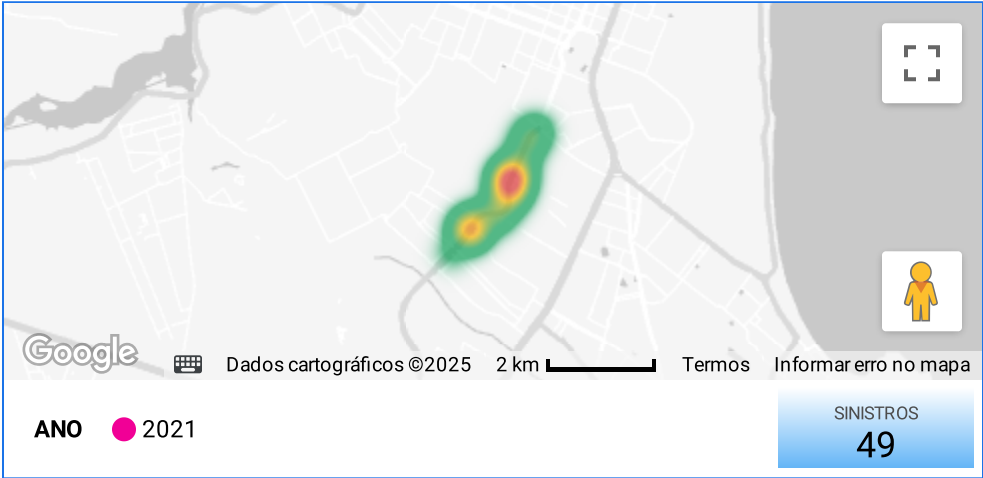 Google
Dados cartográficos ©2025 2 km Termos Informar erro no mapa
ANO 2021
SINISTROS
49